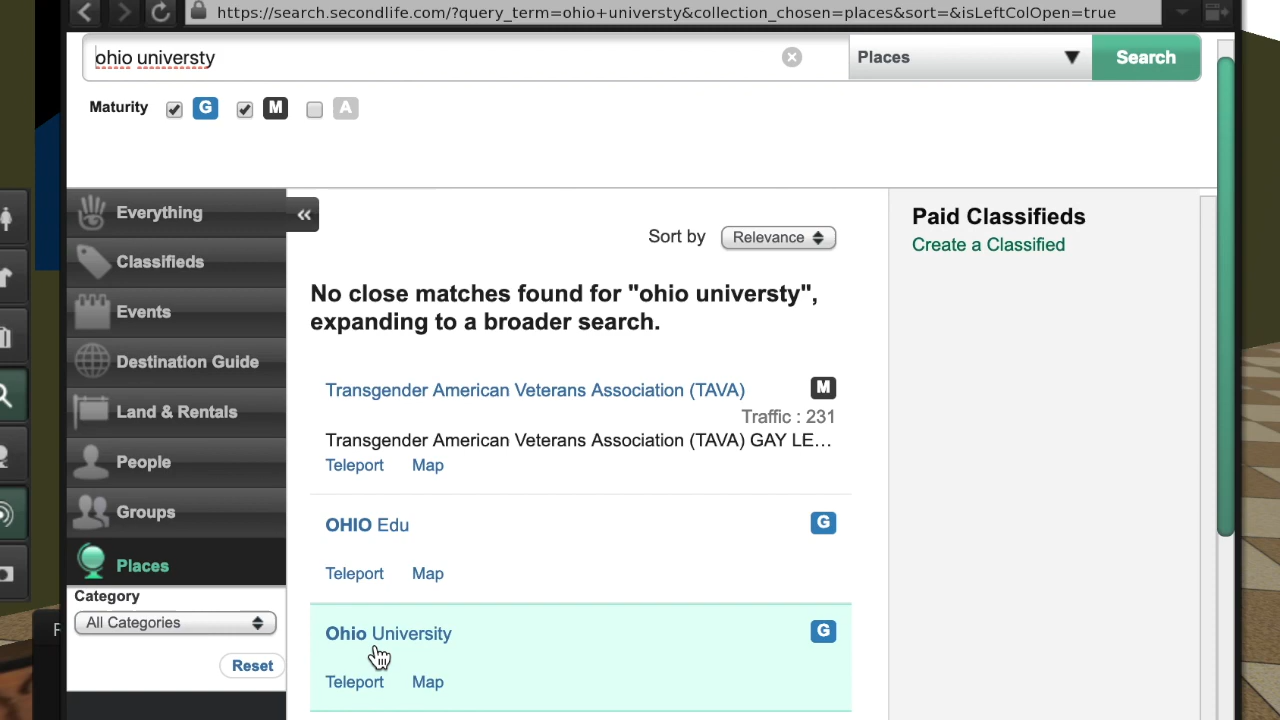 https://search.secondlife.com/?query_term=ohio+universty&collection_chosen=places&sort=&isLeftColOpen=true
ohio universty
Places
Search
Maturity G M A
Everything
Classifieds
Events
Destination Guide
Land & Rentals
People
Groups
Places
Category
All Categories
Reset
«
Sort by Relevance
No close matches found for "ohio universty",
expanding to a broader search.
Transgender American Veterans Association (TAVA) M
Traffic : 231
Transgender American Veterans Association (TAVA) GAY LE...
Teleport Map
OHIO Edu G
Teleport Map
Ohio University G
Teleport Map
Paid Classifieds
Create a Classified